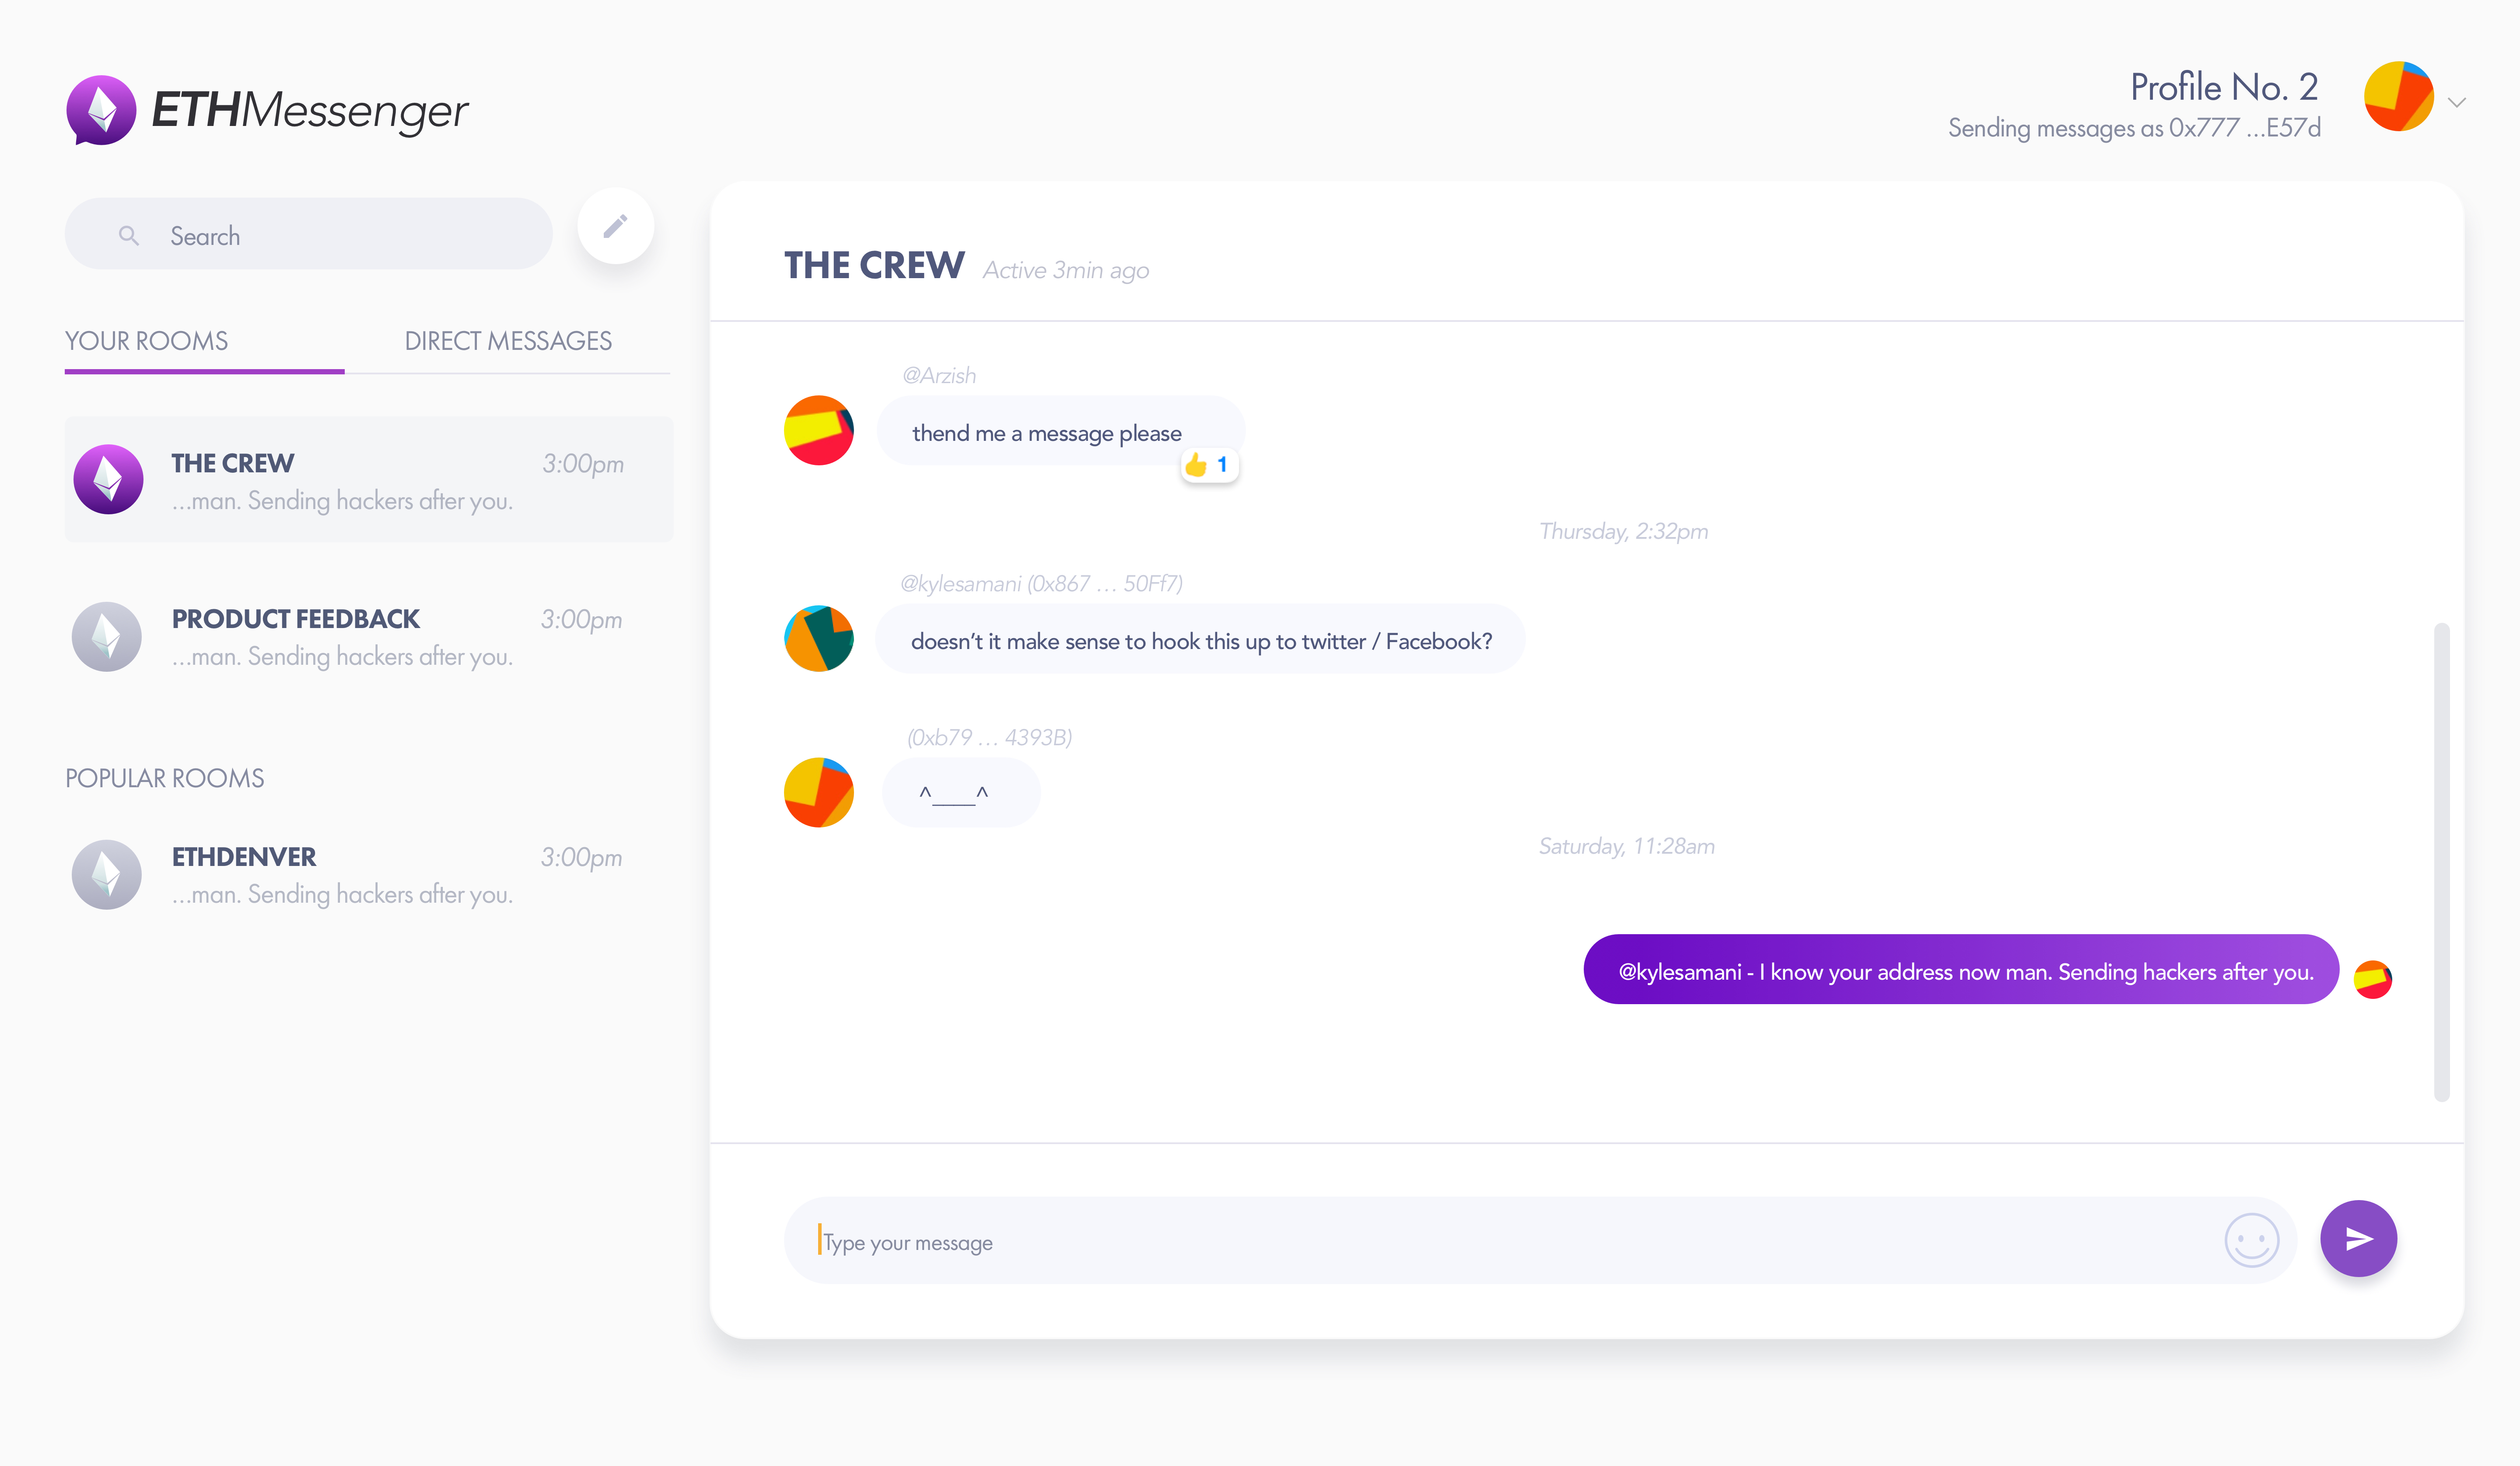 ETHMessenger
Profile No. 2
Sending messages as 0x777 ...E57d
Search
YOUR ROOMS
DIRECT MESSAGES
THE CREW
3:00pm
...man. Sending hackers after you.
PRODUCT FEEDBACK
3:00pm
...man. Sending hackers after you.
POPULAR ROOMS
ETHDENVER
3:00pm
...man. Sending hackers after you.
THE CREW Active 3min ago
@Arzish
thend me a message please
👍 1
Thursday, 2:32pm
@kylesamani (0x867 ... 50Ff7)
doesn’t it make sense to hook this up to twitter / Facebook?
(0xb79 ... 4393B)
^____^
Saturday, 11:28am
@kylesamani - I know your address now man. Sending hackers after you.
Type your message